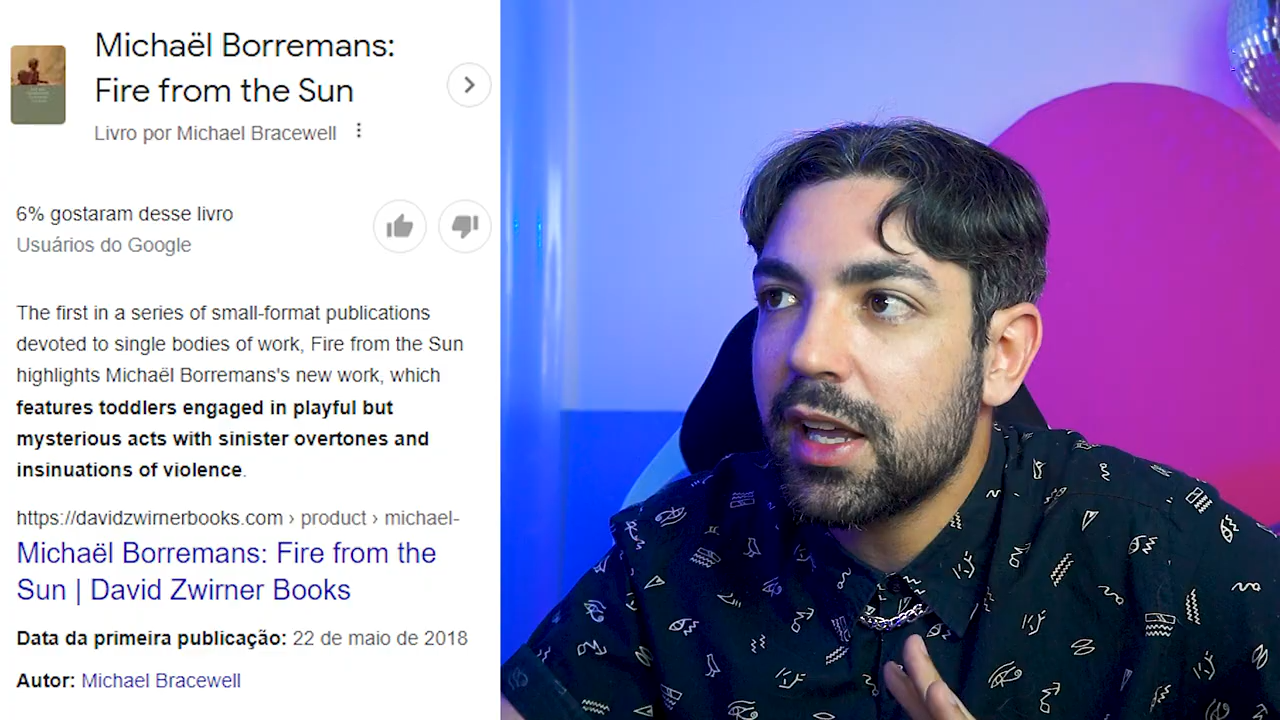 Michaël Borremans:
Fire from the Sun
Livro por Michael Bracewell
6% gostaram desse livro
Usuários do Google
The first in a series of small-format publications
devoted to single bodies of work, Fire from the Sun
highlights Michaël Borremans's new work, which
features toddlers engaged in playful but
mysterious acts with sinister overtones and
insinuations of violence.
https://davidzwirnerbooks.com › product › michael-
Michaël Borremans: Fire from the
Sun | David Zwirner Books
Data da primeira publicação: 22 de maio de 2018
Autor: Michael Bracewell